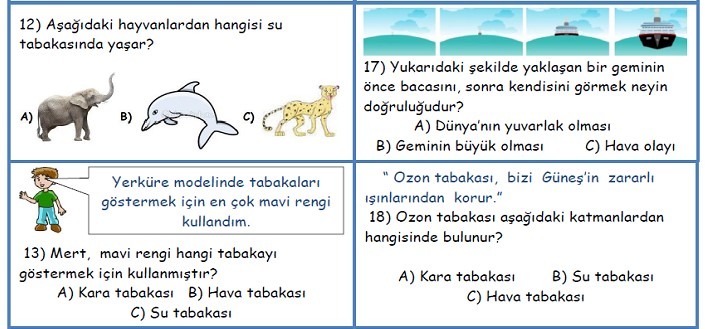 12) Aşağıdaki hayvanlardan hangisi su
tabakasında yaşar?
A)
B)
C)
Yerküre modelinde tabakaları
göstermek için en çok mavi rengi
kullandım.
13) Mert, mavi rengi hangi tabakayı
göstermek için kullanmıştır?
A) Kara tabakası B) Hava tabakası
C) Su tabakası
17) Yukarıdaki şekilde yaklaşan bir geminin
önce bacasını, sonra kendisini görmek neyin
doğruluğudur?
A) Dünya’nın yuvarlak olması
B) Geminin büyük olması C) Hava olayı
“ Ozon tabakası, bizi Güneş’in zararlı
ışınlarından korur.”
18) Ozon tabakası aşağıdaki katmanlardan
hangisinde bulunur?
A) Kara tabakası B) Su tabakası
C) Hava tabakası